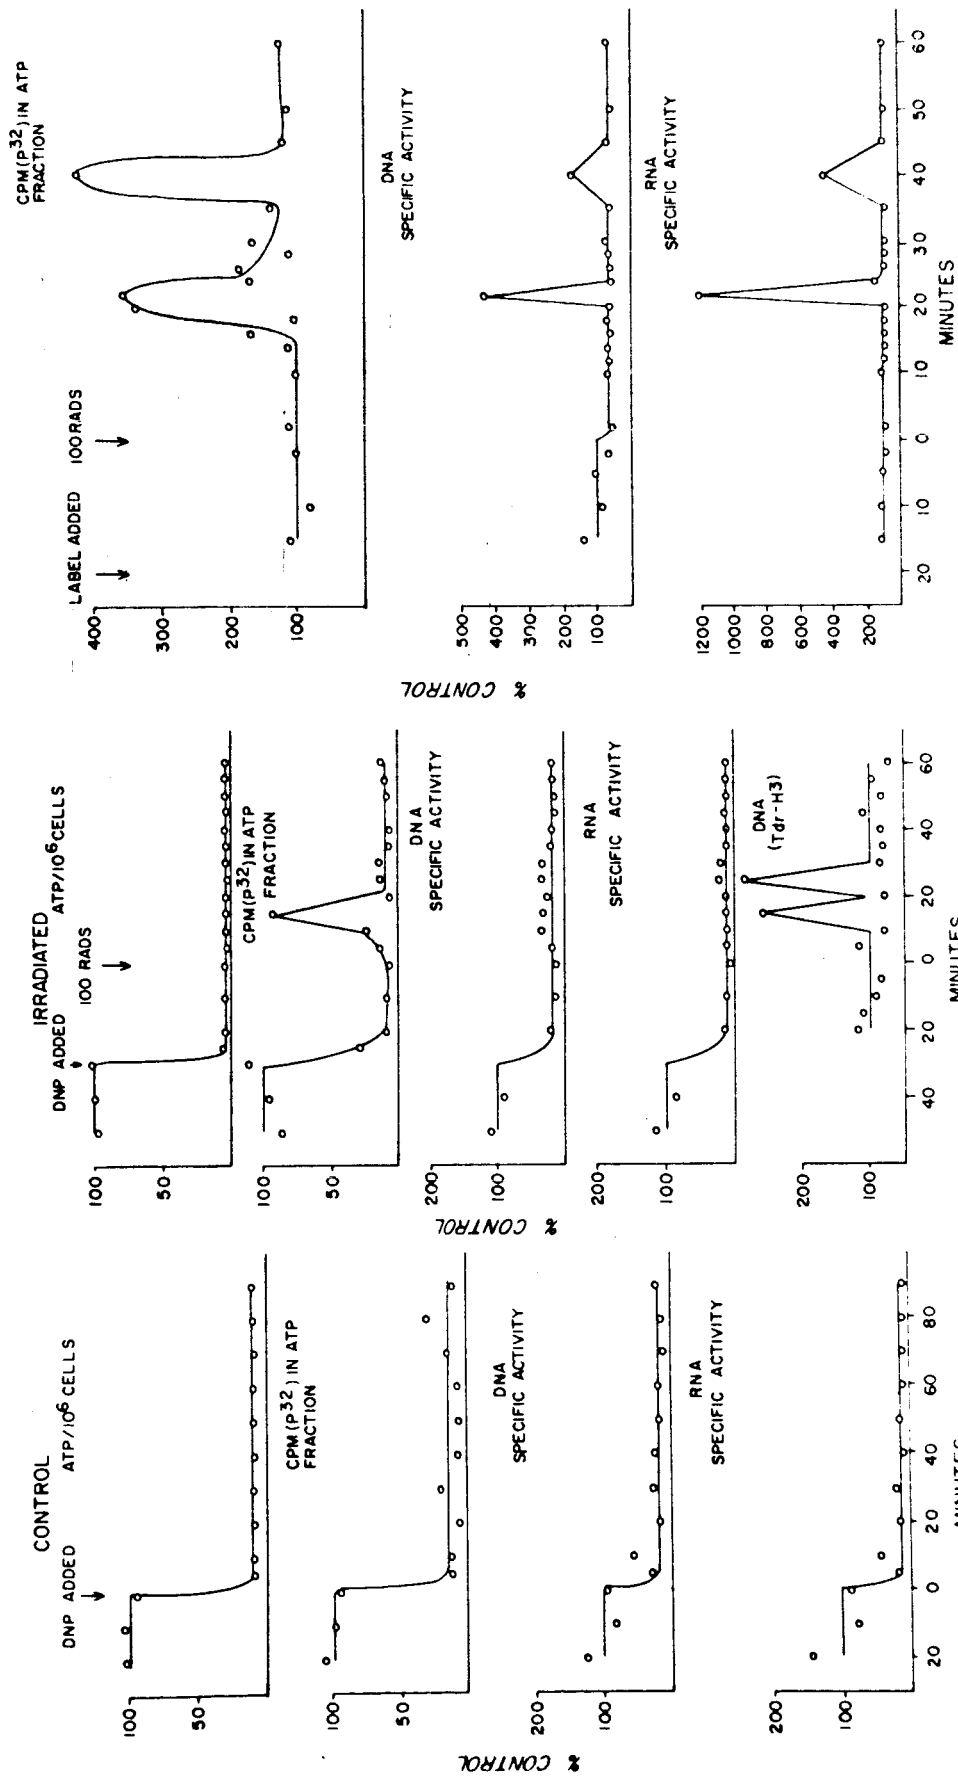 CONTROL
DNP ADDED ATP/10⁶ CELLS
100
50
CPM(P³²) IN ATP
FRACTION
100
50
DNA
SPECIFIC ACTIVITY
200
100
RNA
SPECIFIC ACTIVITY
200
100
20 0 20 40 60 80
% CONTROL
IRRADIATED
DNP ADDED 100 RADS ATP/10⁶ CELLS
100
50
CPM(P³²) IN ATP
FRACTION
100
50
DNA
SPECIFIC ACTIVITY
200
100
RNA
SPECIFIC ACTIVITY
200
100
DNA
(Tdr-H3)
200
100
40 20 0 20 40 60
MINUTES
% CONTROL
LABEL ADDED 100 RADS
CPM(P³²) IN ATP
FRACTION
400
200
100
DNA
SPECIFIC ACTIVITY
500
400
300
200
100
RNA
SPECIFIC ACTIVITY
1200
1000
800
600
400
200
20 10 0 10 20 30 40 50 60
MINUTES
% CONTROL